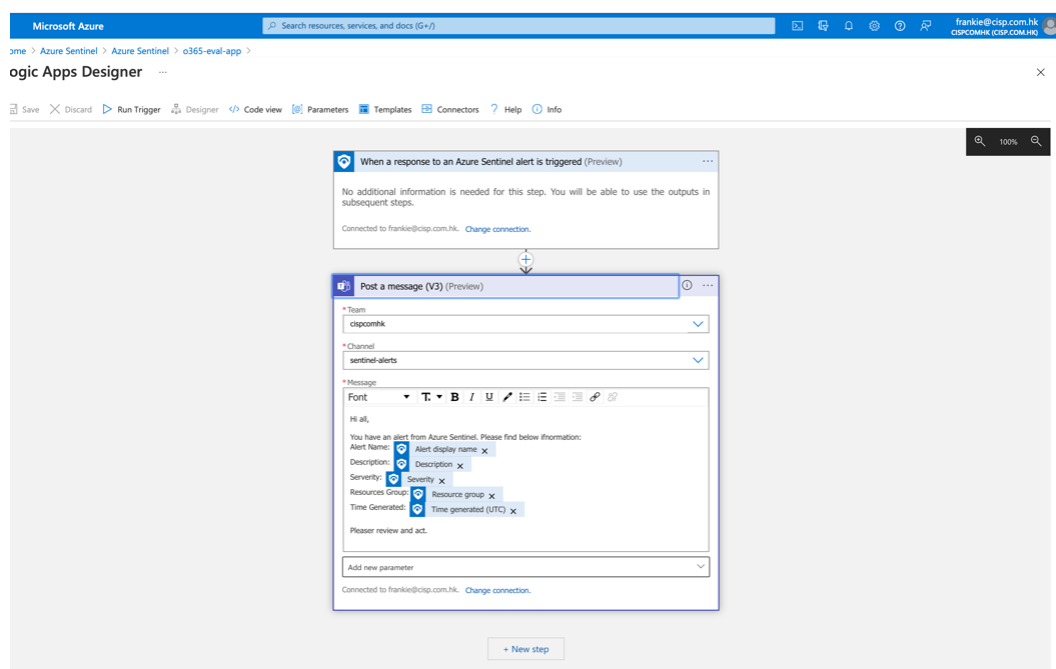 Microsoft Azure
Search resources, services, and docs (G+/)
frankie@cisp.com.hk
CISPCOMHK (CISP.COM.HK)
ome > Azure Sentinel > Azure Sentinel > o365-eval-app >
ogic Apps Designer ...
Save Discard Run Trigger Designer Code view Parameters Templates Connectors Help Info
100%
When a response to an Azure Sentinel alert is triggered (Preview)
No additional information is needed for this step. You will be able to use the outputs in
subsequent steps.
Connected to frankie@cisp.com.hk. Change connection.
Post a message (V3) (Preview)
* Team
cispcomhk
* Channel
sentinel-alerts
* Message
Font
Hi all,
You have an alert from Azure Sentinel. Please find below ifnormation:
Alert Name: Alert display name x
Description: Description x
Serverity: Severity x
Resources Group: Resource group x
Time Generated: Time generated (UTC) x
Pleaser review and act.
Add new parameter
Connected to frankie@cisp.com.hk. Change connection.
+ New step